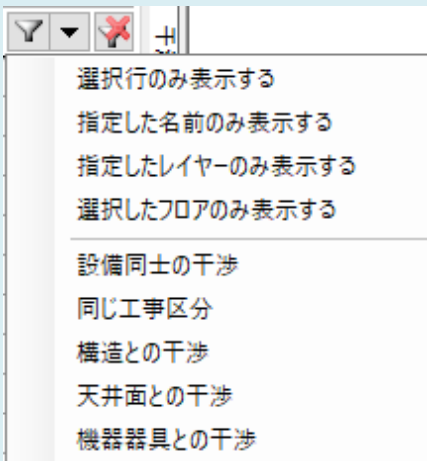 選択行のみ表示する
指定した名前のみ表示する
指定したレイヤーのみ表示する
選択したフロアのみ表示する
設備同士の干渉
同じ工事区分
構造との干渉
天井面との干渉
機器器具との干渉